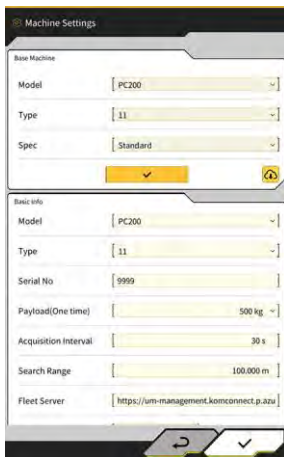 Machine Settings
Base Machine
Model PC200
Type 11
Spec Standard
Basic Info
Model PC200
Type 11
Serial No 9999
Payload(One time) 500 kg
Acquisition Interval 30 s
Search Range 100.000 m
Fleet Server https://um-management.komconnect.p.azu